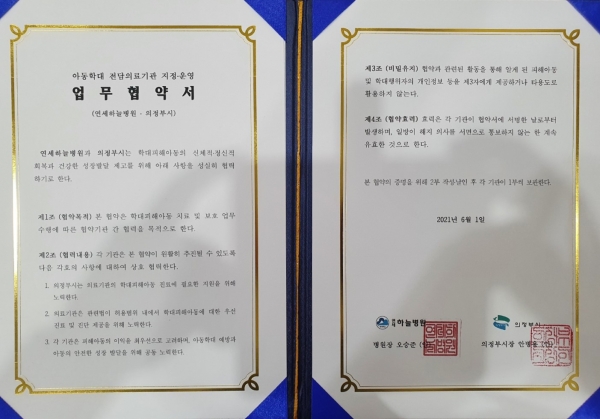 아동학대 전담의료기관 지정·운영
업 무 협 약 서
(연세하늘병원 - 의정부시)
연세하늘병원과 의정부시는 학대피해아동의 신체적·정신적
회복과 건강한 성장발달 제고를 위해 아래 사항을 성실히 협력
하기로 한다.
제1조 (협약목적) 본 협약은 학대피해아동 치료 및 보호 업무
수행에 따른 협약기관 간 협력을 목적으로 한다.
제2조 (협력내용) 각 기관은 본 협약이 원활히 추진될 수 있도록
다음 각호의 사항에 대하여 상호 협력한다.
1. 의정부시는 의료기관의 학대피해아동 진료에 필요한 지원을 위해
노력한다.
2. 의료기관은 관련법이 허용범위 내에서 학대피해아동에 대한 우선
진료 및 진단 제공을 위해 노력한다.
3. 각 기관은 피해아동의 이익을 최우선으로 고려하며, 아동학대 예방과
아동의 안전한 성장 발달을 위해 공동 노력한다.
제3조 (비밀유지) 협약과 관련된 활동을 통해 알게 된 피해아동
및 학대행위자의 개인정보 등을 제3자에게 제공하거나 타용도로
활용하지 않는다.
제4조 (협약효력) 효력은 각 기관이 협약서에 서명한 날로부터
발생하며, 일방이 해지 의사를 서면으로 통보하지 않는 한 계속
유효한 것으로 한다.
본 협약의 증명을 위해 2부 작성날인 후 각 기관이 1부씩 보관한다.
2021년 6월 1일
하늘병원
의정부시
병원장 오승준 (인)
의정부시장 안병용 (인)